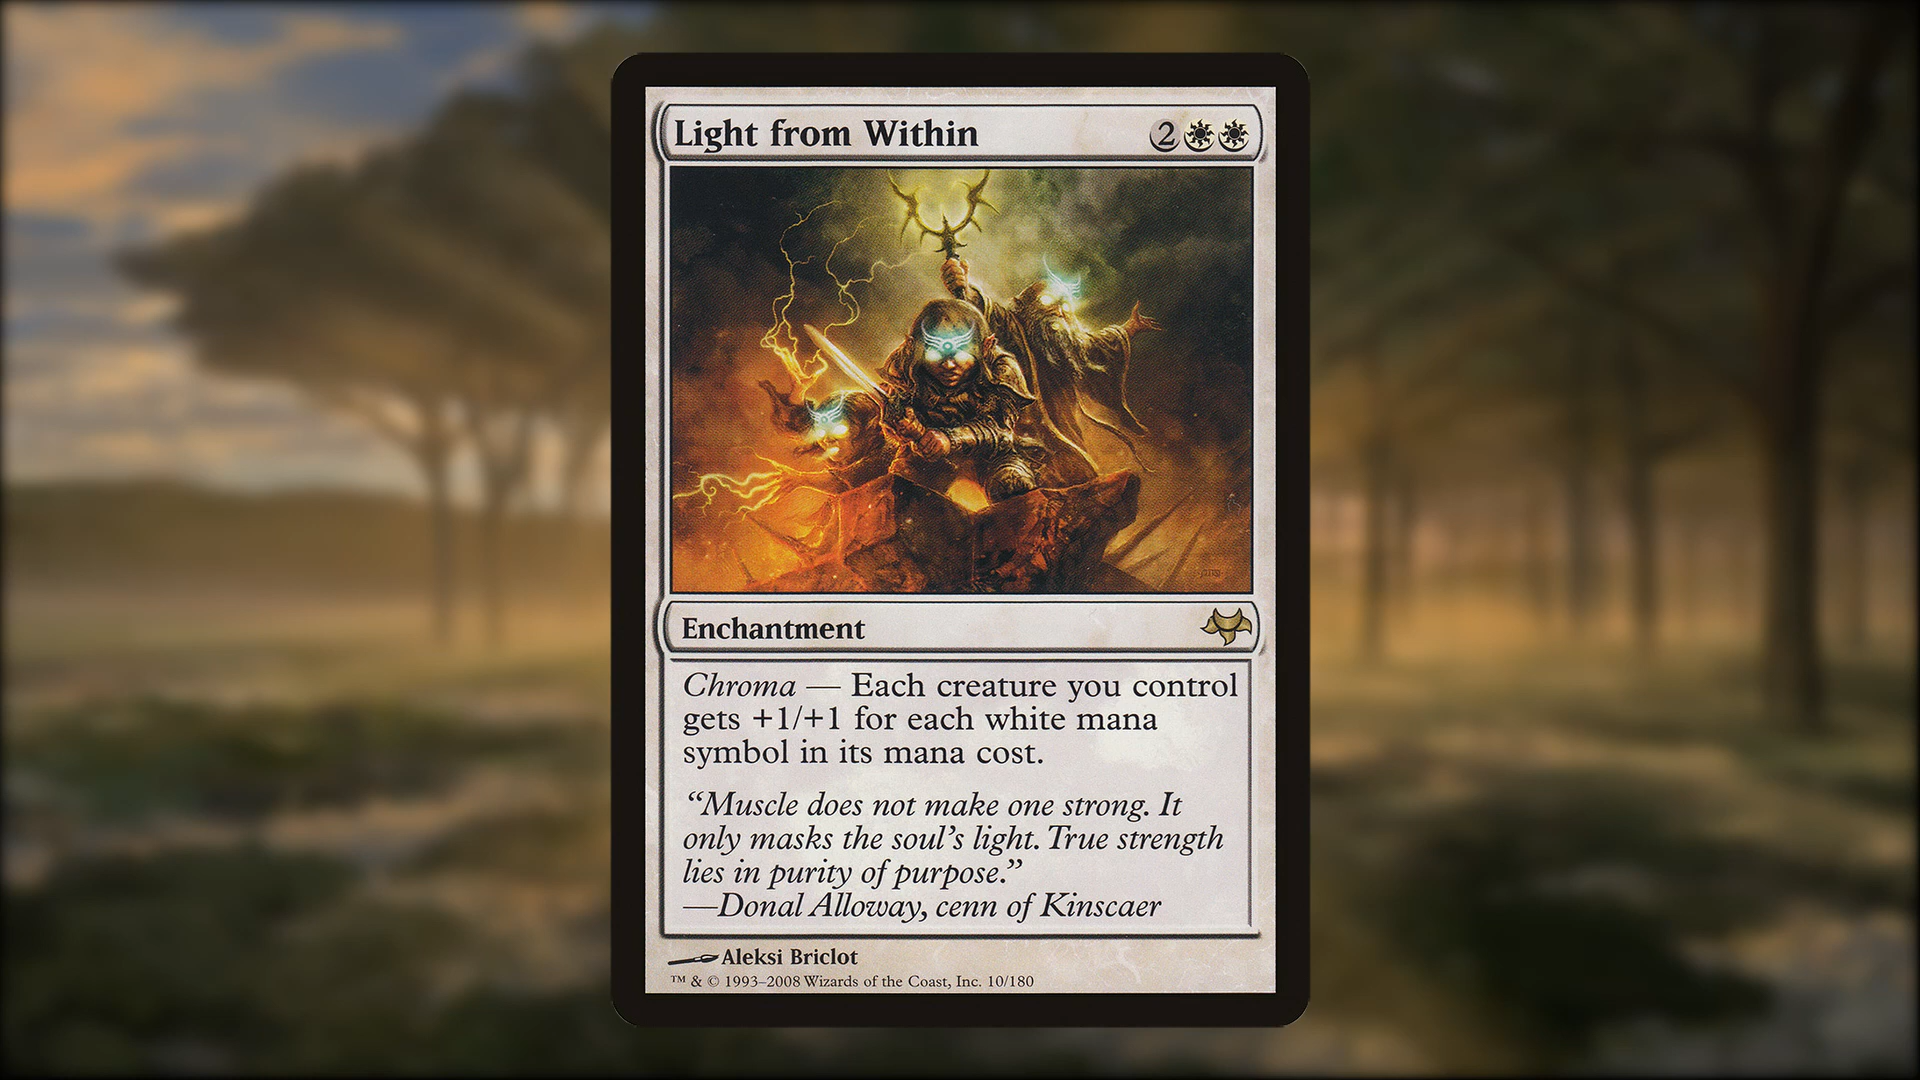 Light from Within 2
Enchantment
Chroma — Each creature you control
gets +1/+1 for each white mana
symbol in its mana cost.
“Muscle does not make one strong. It
only masks the soul’s light. True strength
lies in purity of purpose.”
—Donal Alloway, cenn of Kinscaer
Aleksi Briclot
™ & © 1993–2008 Wizards of the Coast, Inc. 10/180